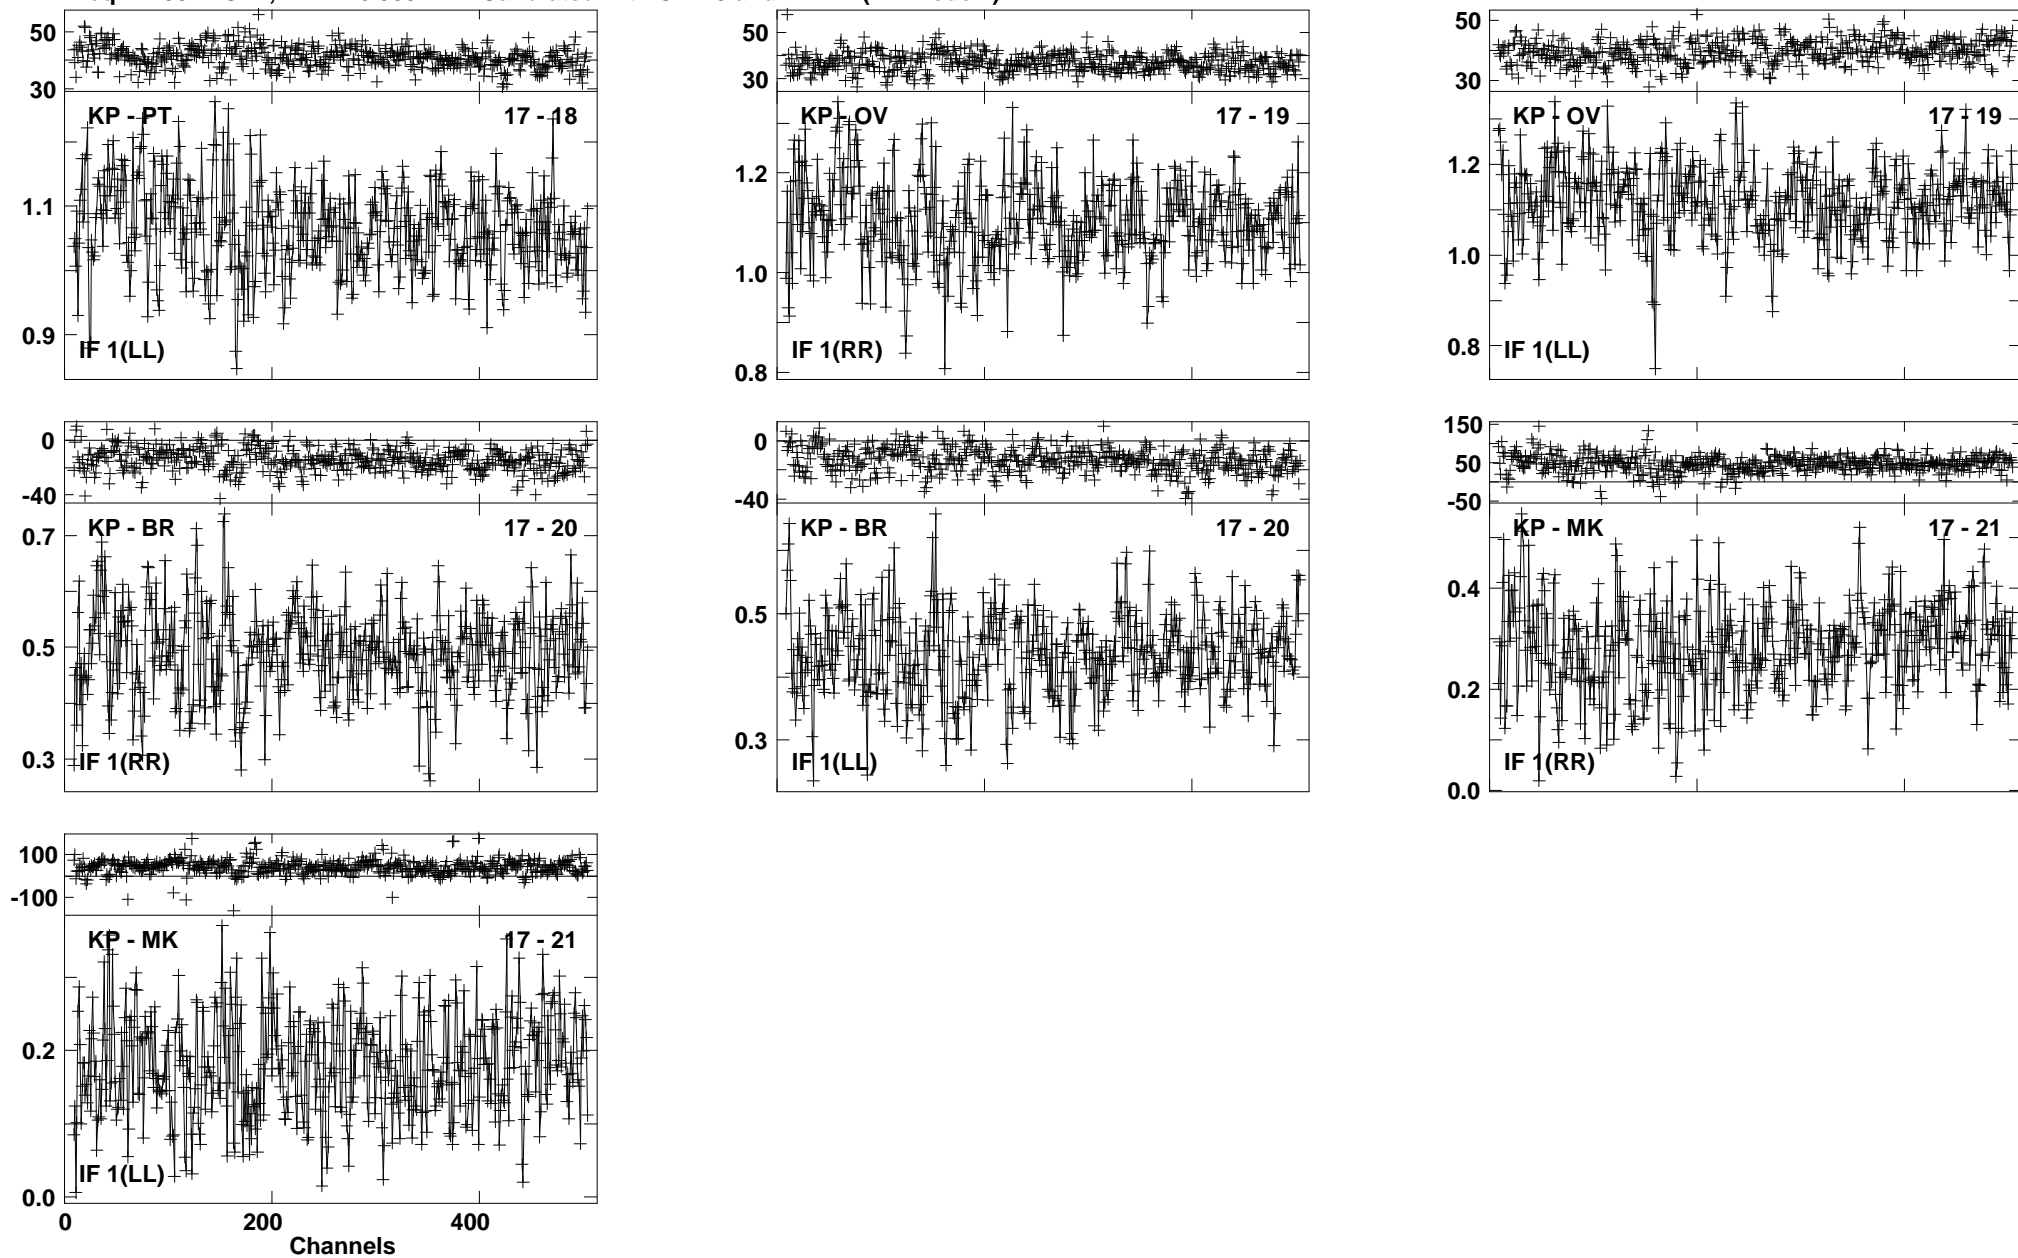 50
30
KP - PT 17 - 18
1.1
0.9
IF 1(LL)
50
30
KP - OV 17 - 19
1.2
1.0
0.8
IF 1(RR)
50
30
KP - OV 17 - 19
1.2
1.0
0.8
IF 1(LL)
0
-40
KP - BR 17 - 20
0.7
0.5
0.3
IF 1(RR)
0
-40
KP - BR 17 - 20
0.5
0.3
IF 1(LL)
150
50
-50
KP - MK 17 - 21
0.4
0.2
0.0
IF 1(RR)
100
-100
KP - MK 17 - 21
0.2
0.0
IF 1(LL)
0 200 400
Channels